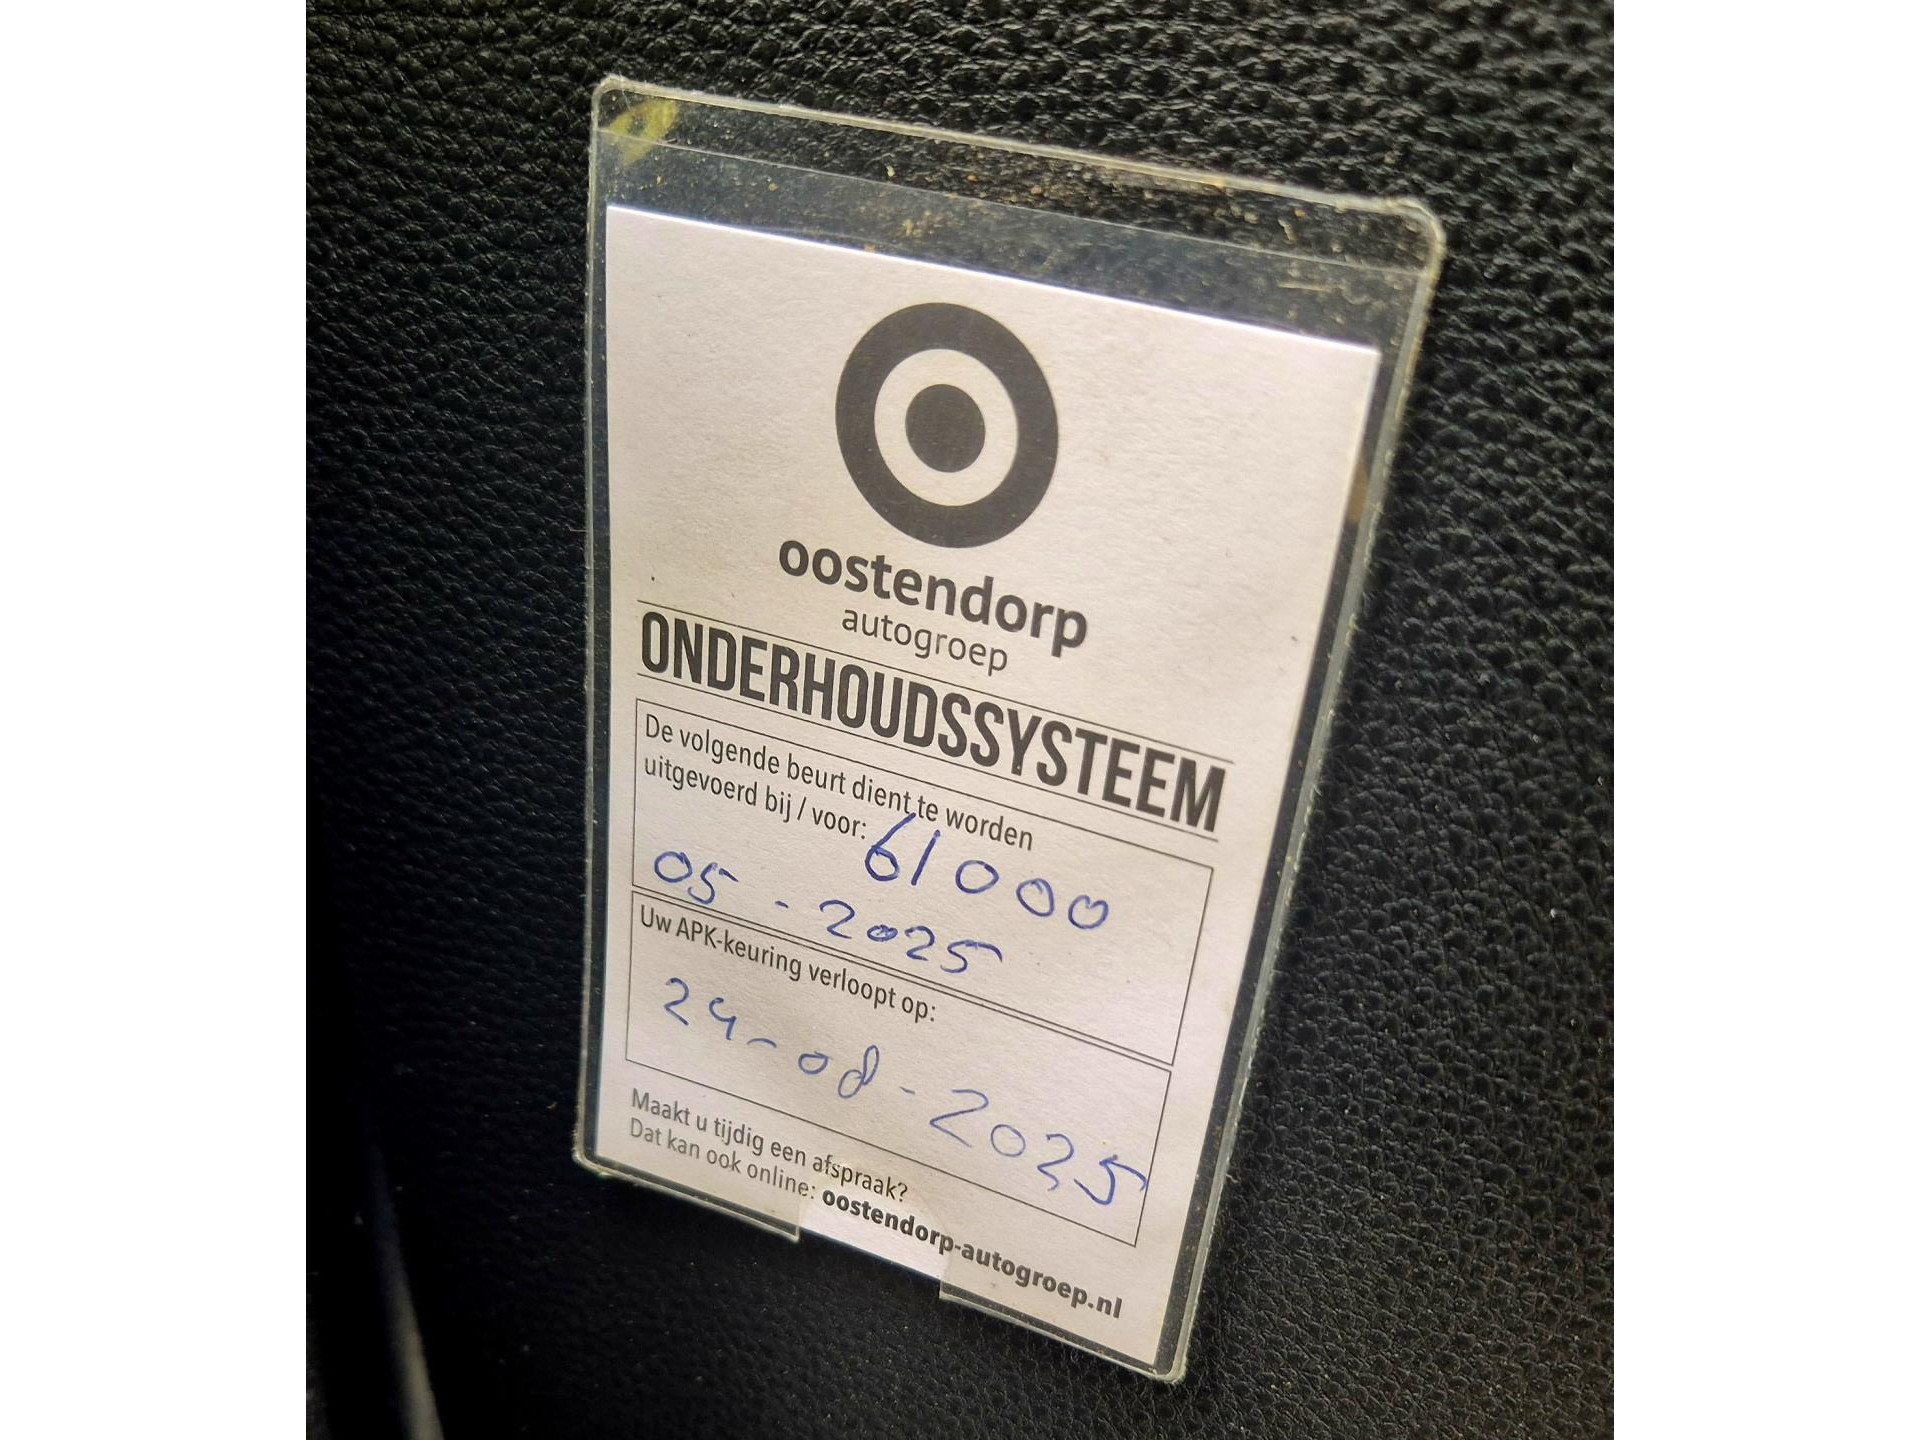 oostendorp
autogroep
ONDERHOUDSSYSTEEM
De volgende beurt dient te worden
uitgevoerd bij / voor: 61000
05 - 2025
Uw APK-keuring verloopt op:
24-08-2025
Maakt u tijdig een afspraak?
Dat kan ook online: oostendorp-autogroep.nl